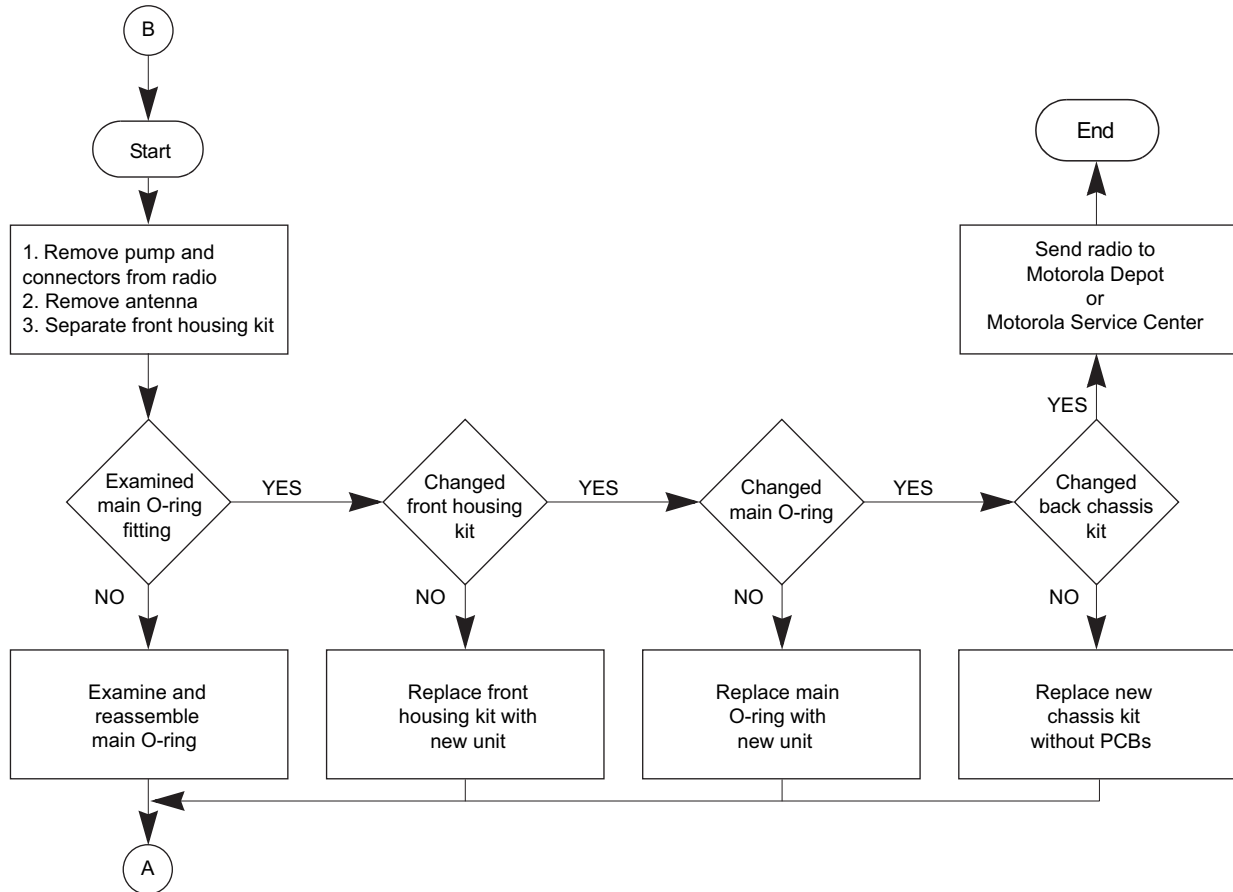 B
Start
1. Remove pump and
connectors from radio
2. Remove antenna
3. Separate front housing kit
Examined
main O-ring
fitting
YES
NO
Changed
front housing
kit
YES
NO
Changed
main O-ring
YES
NO
Changed
back chassis
kit
YES
NO
Send radio to
Motorola Depot
or
Motorola Service Center
End
Examine and
reassemble
main O-ring
Replace front
housing kit with
new unit
Replace main
O-ring with
new unit
Replace new
chassis kit
without PCBs
A